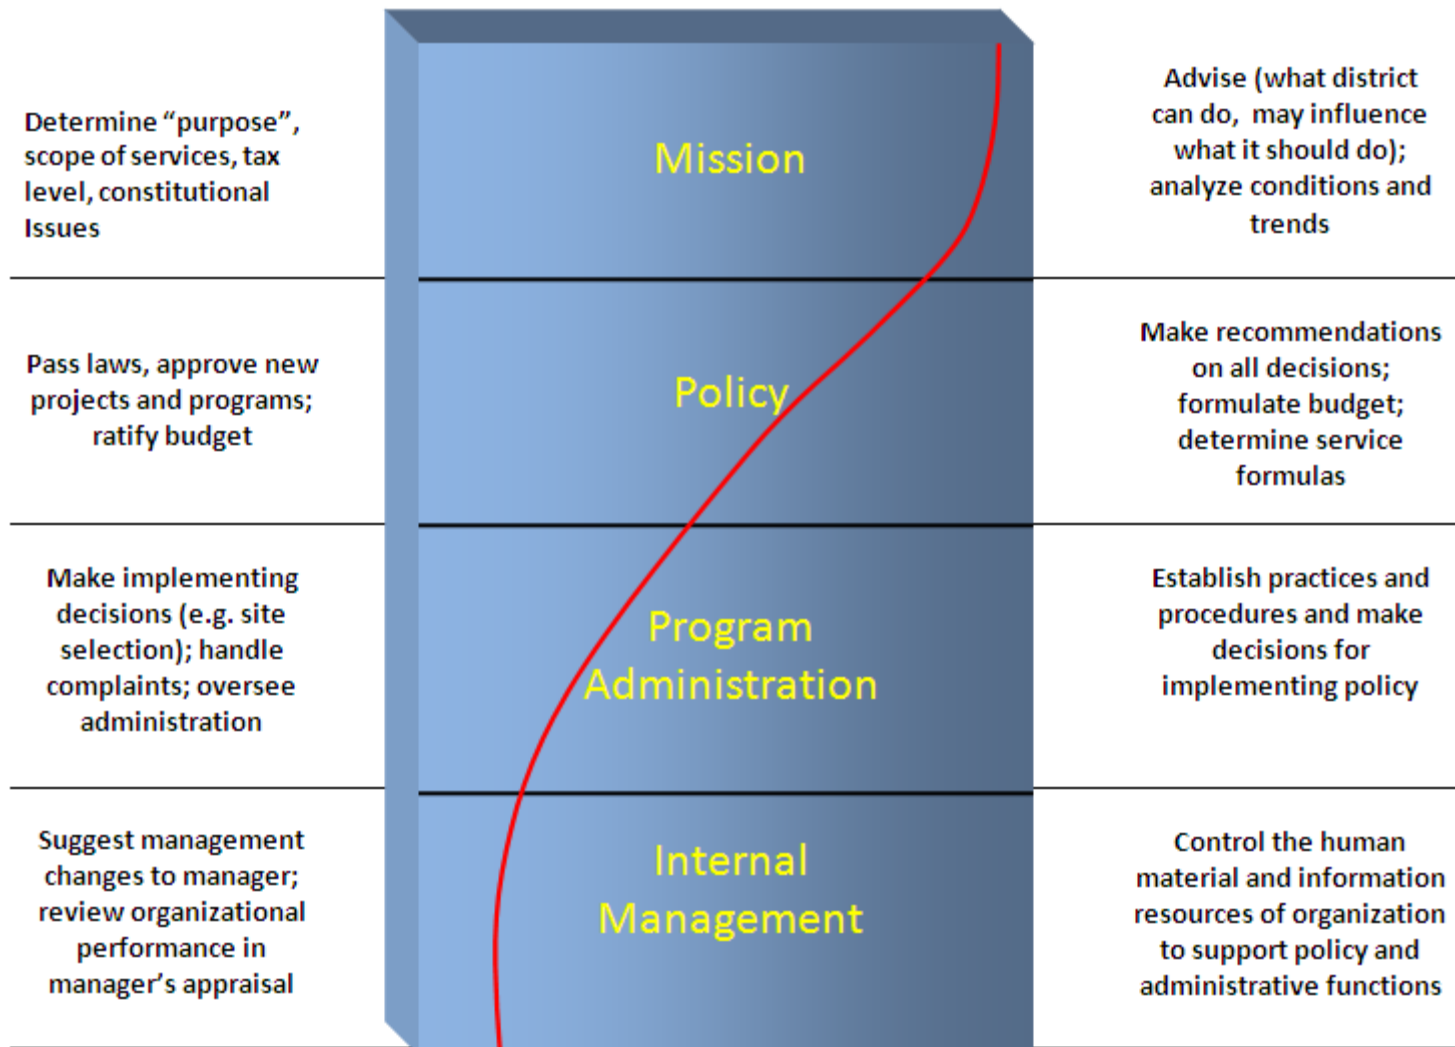 Determine “purpose”,
scope of services, tax
level, constitutional
Issues
Mission
Advise (what district
can do,  may influence
what it should do);
analyze conditions and
trends
Pass laws, approve new
projects and programs;
ratify budget
Policy
Make recommendations
on all decisions;
formulate budget;
determine service
formulas
Make implementing
decisions (e.g. site
selection); handle
complaints; oversee
administration
Program
Administration
Establish practices and
procedures and make
decisions for
implementing policy
Suggest management
changes to manager;
review organizational
performance in
manager’s appraisal
Internal
Management
Control the human
material and information
resources of organization
to support policy and
administrative functions